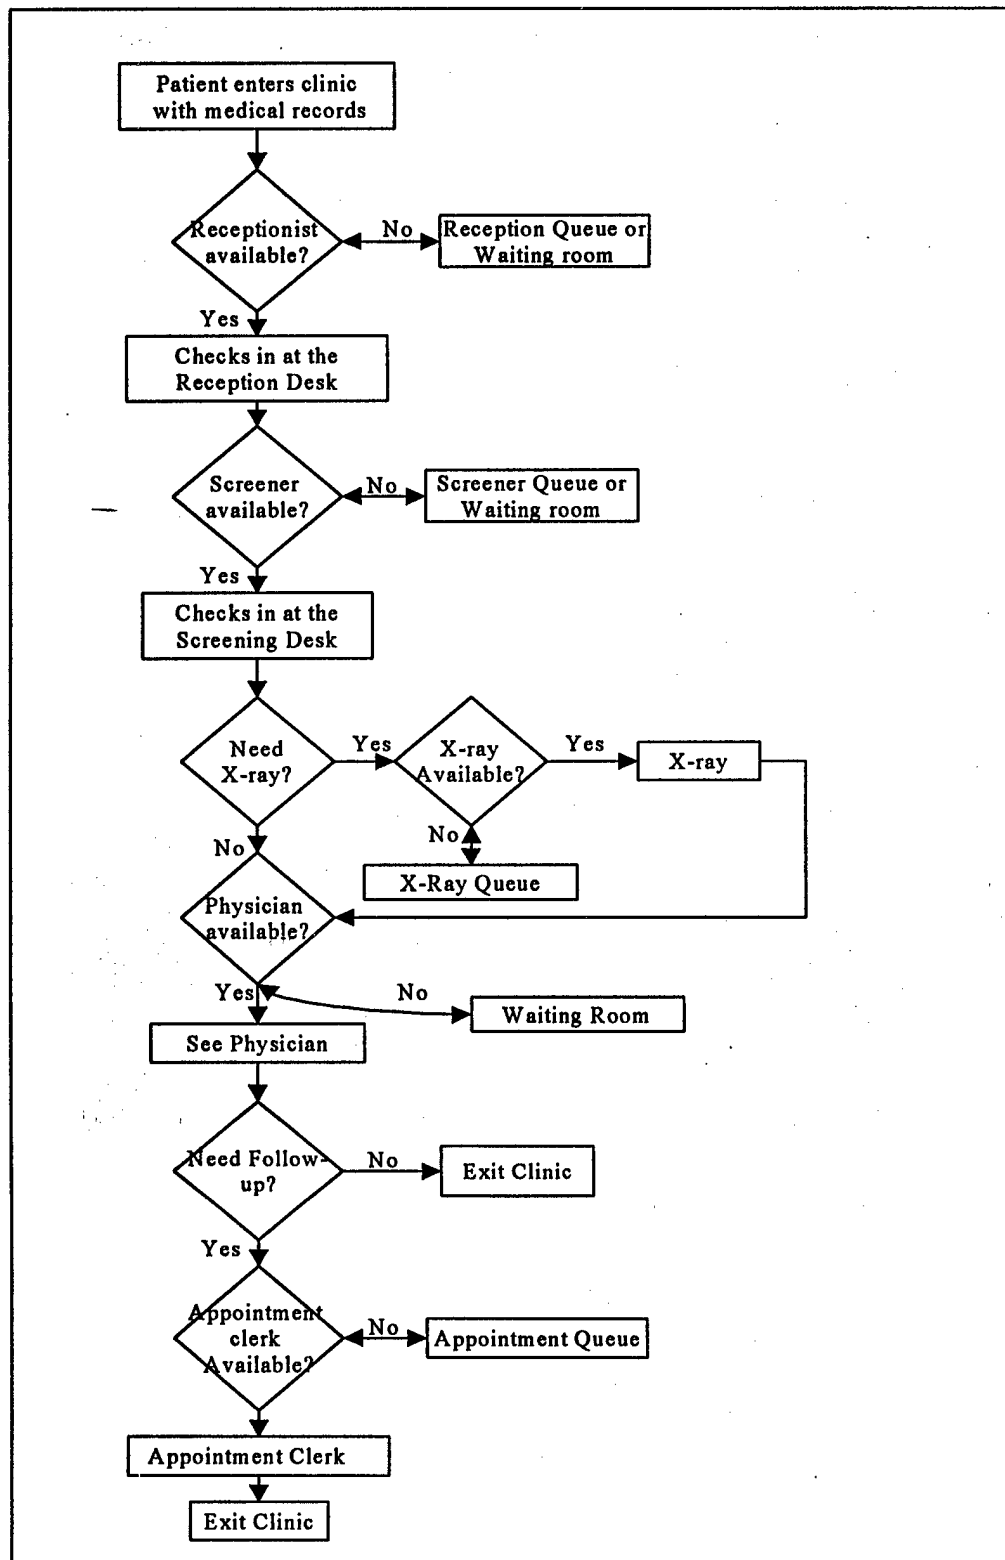 Patient enters clinic
with medical records
Receptionist
available?
No
Reception Queue or
Waiting room
Yes
Checks in at the
Reception Desk
Screener
available?
No
Screener Queue or
Waiting room
Yes
Checks in at the
Screening Desk
Need
X-ray?
Yes
X-ray
Available?
Yes
X-ray
No
No
X-Ray Queue
Physician
available?
Yes
No
Waiting Room
See Physician
Need Follow-
up?
No
Exit Clinic
Yes
Appointment
clerk
Available?
No
Appointment Queue
Appointment Clerk
Exit Clinic